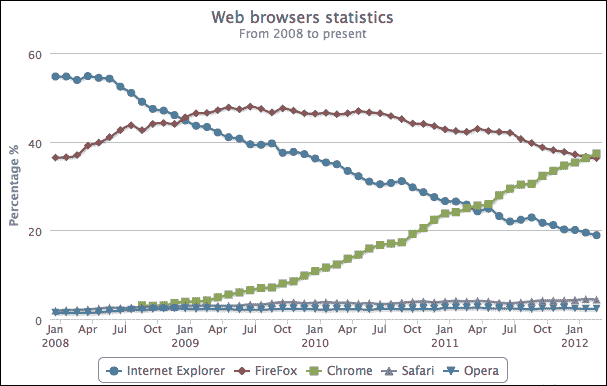 Web browsers statistics
From 2008 to present
Percentage %
60
40
20
0
Jan Apr Jul Oct Jan Apr Jul Oct Jan Apr Jul Oct Jan Apr Jul Oct Jan
2008 2009 2010 2011 2012
Internet Explorer FireFox Chrome Safari Opera